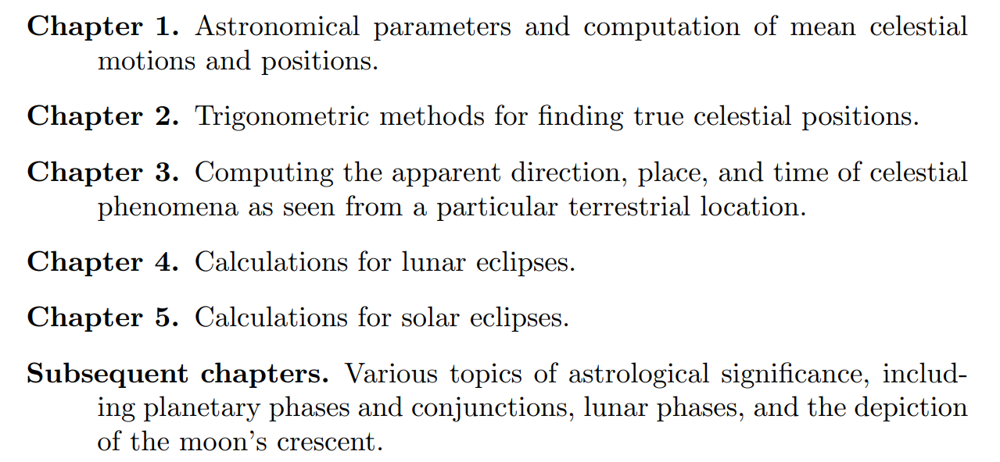 Chapter 1. Astronomical parameters and computation of mean celestial
motions and positions.
Chapter 2. Trigonometric methods for finding true celestial positions.
Chapter 3. Computing the apparent direction, place, and time of celestial
phenomena as seen from a particular terrestrial location.
Chapter 4. Calculations for lunar eclipses.
Chapter 5. Calculations for solar eclipses.
Subsequent chapters. Various topics of astrological significance, includ-
ing planetary phases and conjunctions, lunar phases, and the depiction
of the moon's crescent.